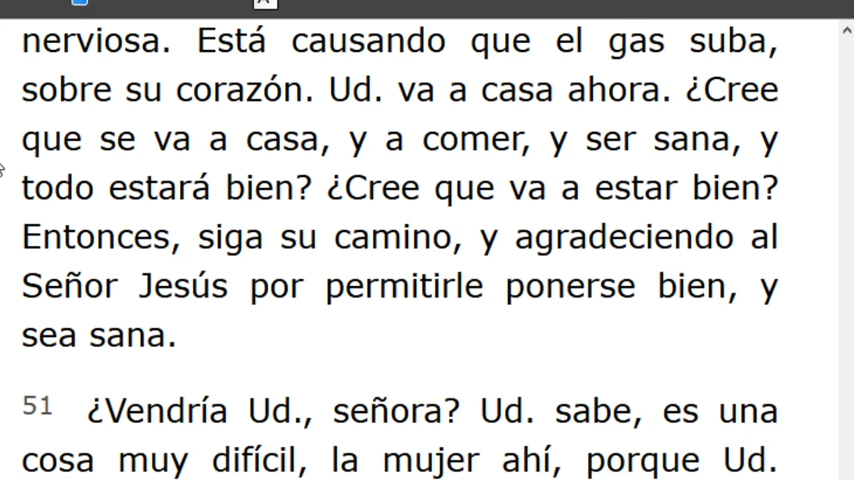 nerviosa. Está causando que el gas suba,
sobre su corazón. Ud. va a casa ahora. ¿Cree
que se va a casa, y a comer, y ser sana, y
todo estará bien? ¿Cree que va a estar bien?
Entonces, siga su camino, y agradeciendo al
Señor Jesús por permitirle ponerse bien, y
sea sana.
51 ¿Vendría Ud., señora? Ud. sabe, es una
cosa muy difícil, la mujer ahí, porque Ud.